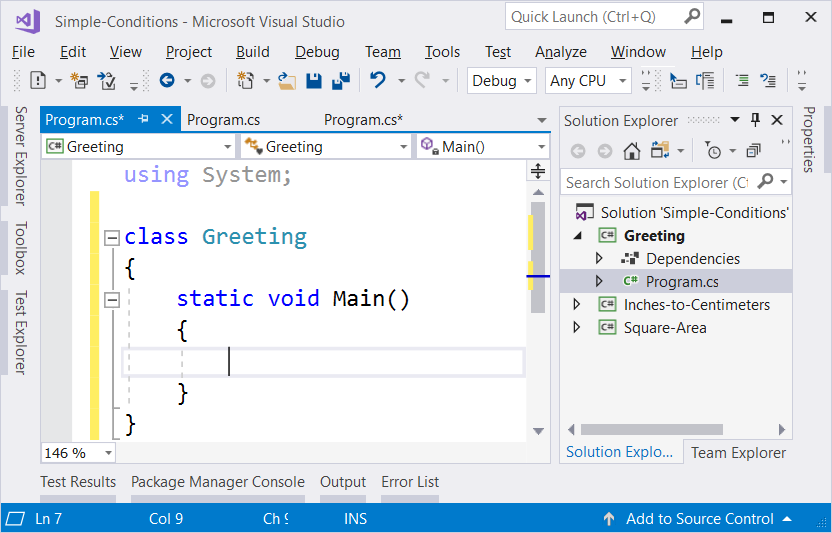 Simple-Conditions - Microsoft Visual Studio
Quick Launch (Ctrl+Q)
File Edit View Project Build Debug Team Tools Test Analyze Window Help
Debug Any CPU
Server Explorer
Toolbox
Test Explorer
Program.cs* Program.cs Program.cs*
C# Greeting Greeting Main()
using System;
class Greeting
{
static void Main()
{
}
}
146 %
Solution Explorer
Search Solution Explorer (Ct
Solution 'Simple-Conditions'
C# Greeting
Dependencies
C# Program.cs
C# Inches-to-Centimeters
C# Square-Area
Solution Explo... Team Explorer
Properties
Test Results Package Manager Console Output Error List
Ln 7 Col 9 Ch 9 INS Add to Source Control